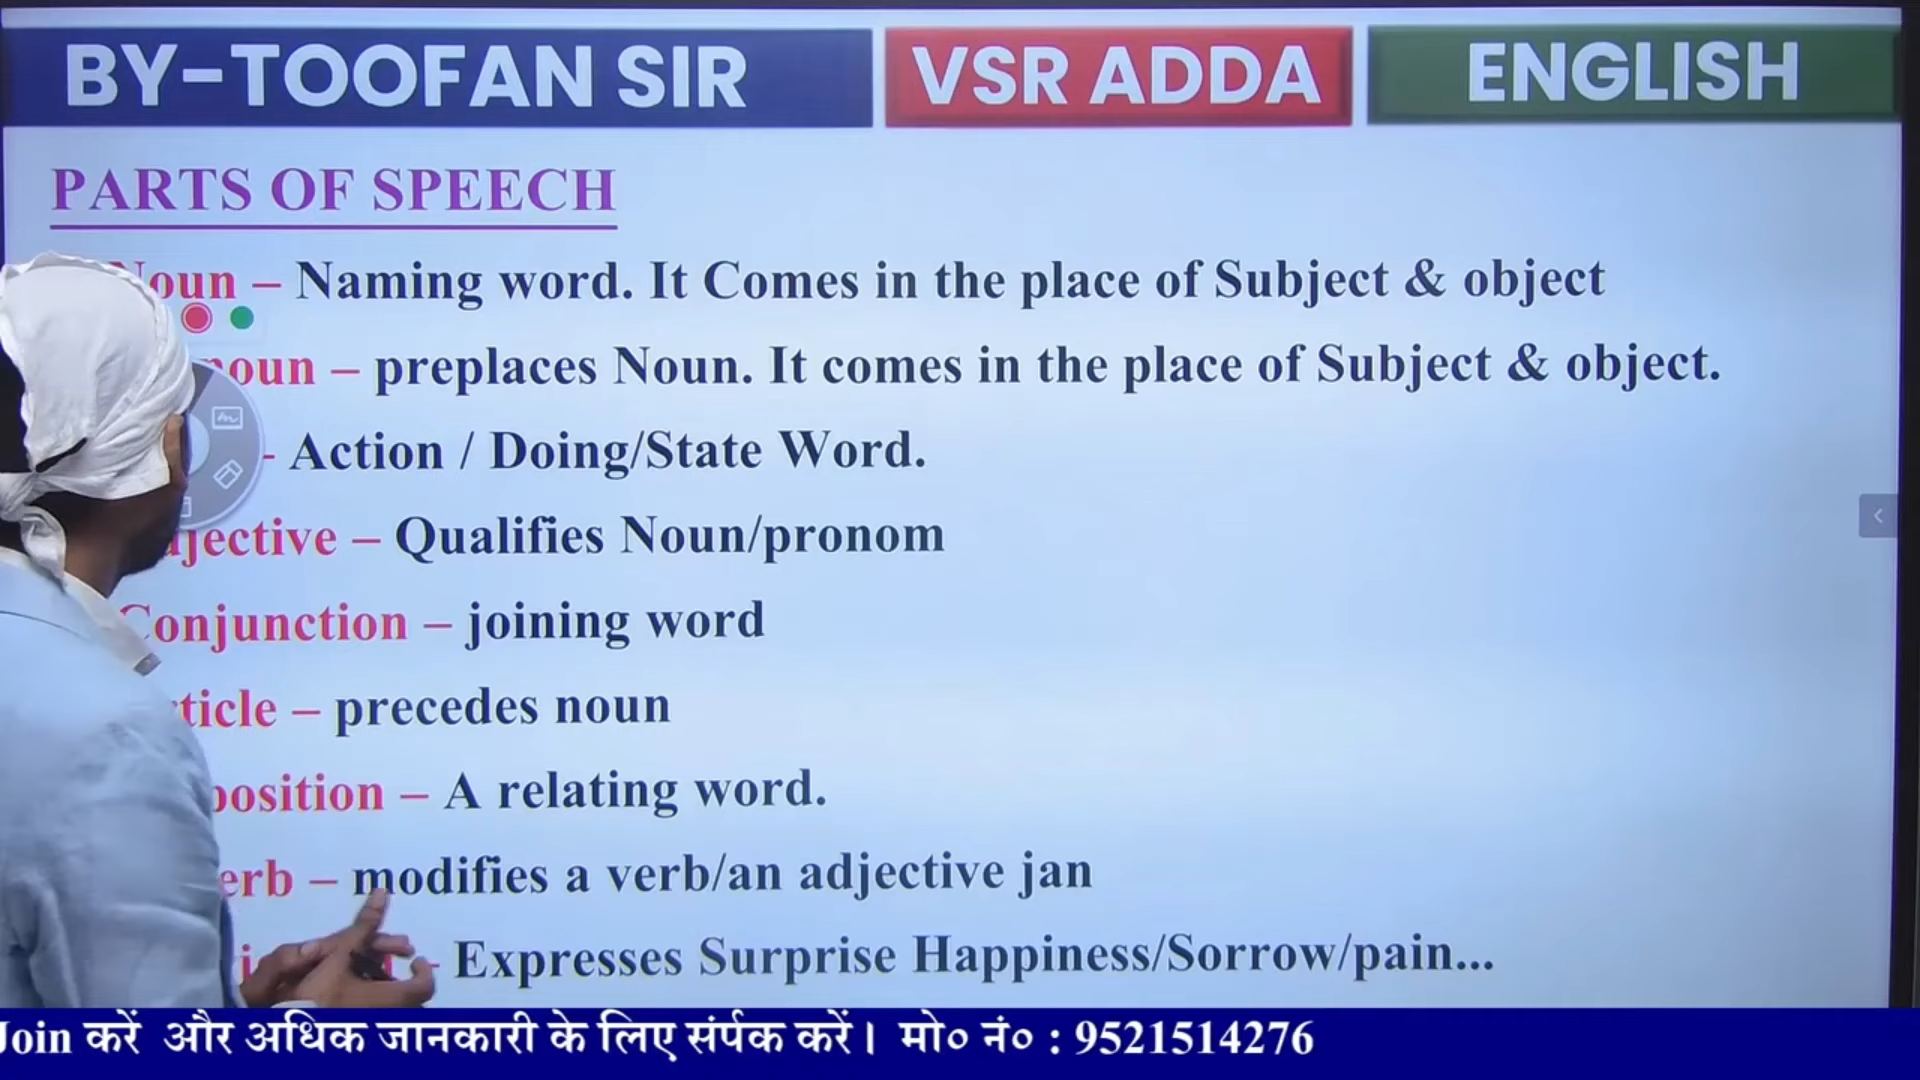 BY-TOOFAN SIR VSR ADDA ENGLISH
PARTS OF SPEECH
Noun – Naming word. It Comes in the place of Subject & object
noun – preplaces Noun. It comes in the place of Subject & object.
- Action / Doing/State Word.
djective – Qualifies Noun/pronom
Conjunction – joining word
ticle – precedes noun
position – A relating word.
erb – modifies a verb/an adjective jan
– Expresses Surprise Happiness/Sorrow/pain...
Join करें और अधिक जानकारी के लिए संर्पक करें। मो० नं० : 9521514276